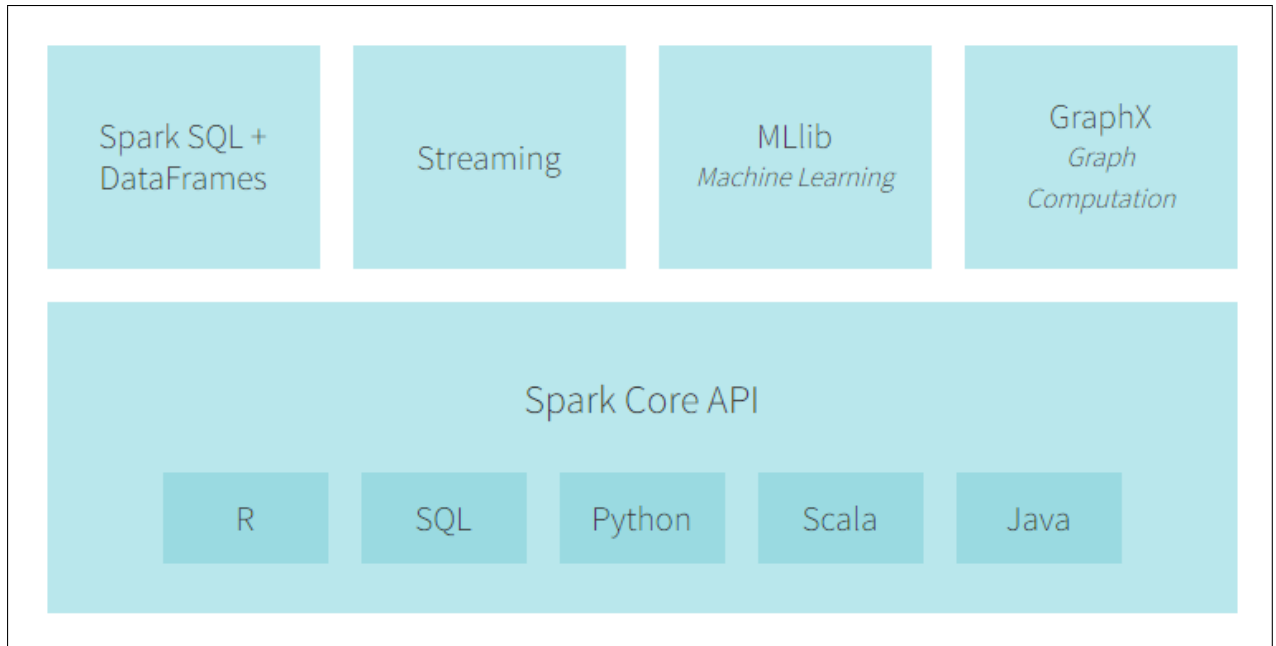 Spark SQL +
DataFrames
Streaming
MLlib
Machine Learning
GraphX
Graph
Computation
Spark Core API
R
SQL
Python
Scala
Java